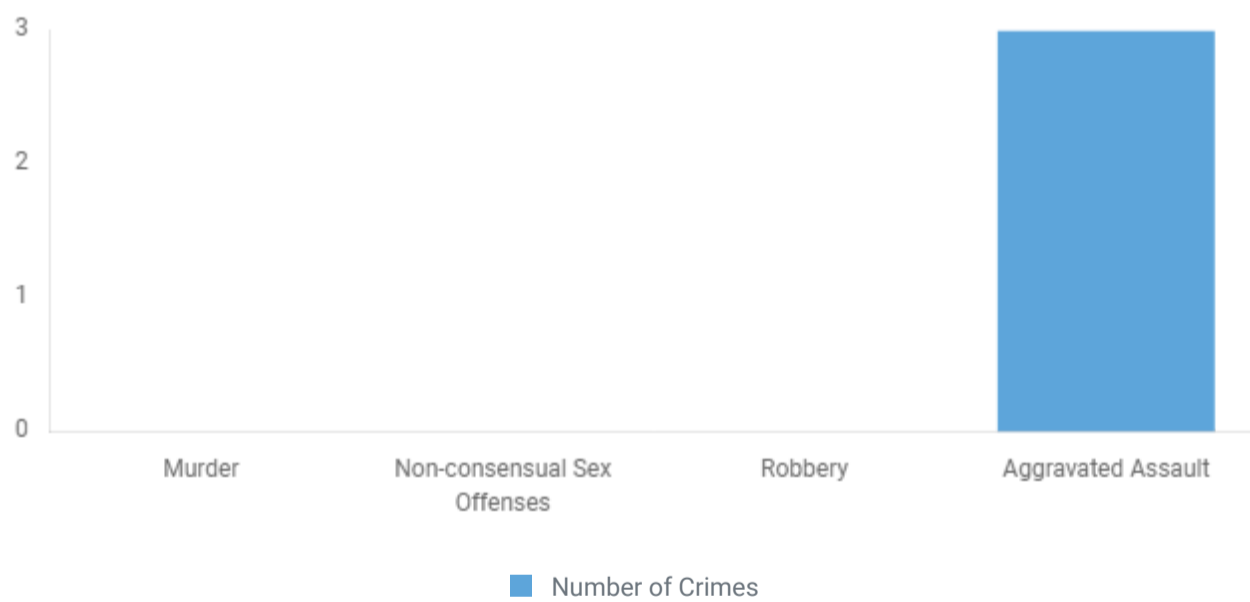 3
2
1
0
Murder
Non-consensual Sex
Offenses
Robbery
Aggravated Assault
Number of Crimes